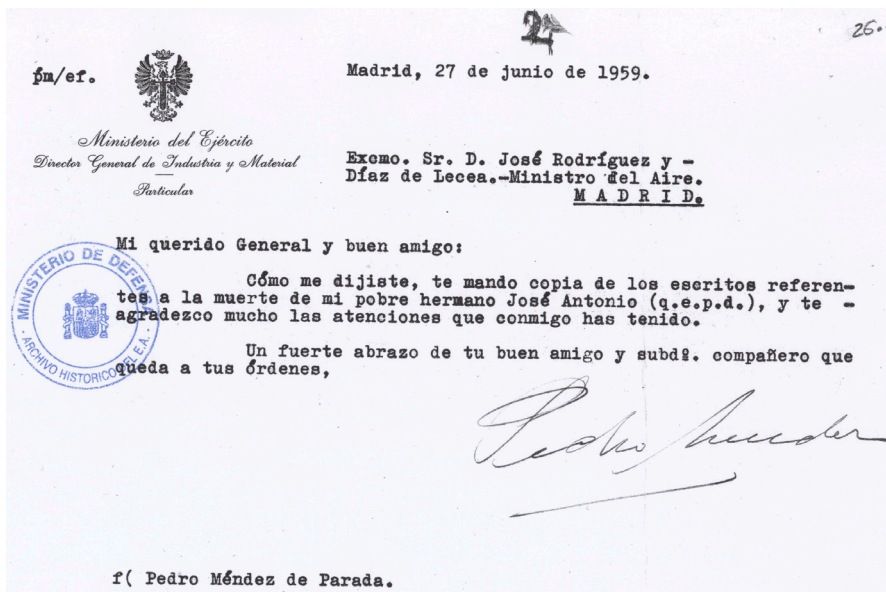 24
26.
pm/ef.
Madrid, 27 de junio de 1959.
Ministerio del Ejército
Director General de Industria y Material
Particular
Excmo. Sr. D. José Rodríguez y -
Díaz de Lecea.-Ministro del Aire.
M A D R I D.
Mi querido General y buen amigo:
Cómo me dijiste, te mando copia de los escritos referen-
tes a la muerte de mi pobre hermano José Antonio (q.e.p.d.), y te -
agradezco mucho las atenciones que conmigo has tenido.
Un fuerte abrazo de tu buen amigo y subdº. compañero que
queda a tus órdenes,
MINISTERIO DE DEFENSA
- ARCHIVO HISTORICO DEL E.A. -
Pedro Mendez
f( Pedro Méndez de Parada.